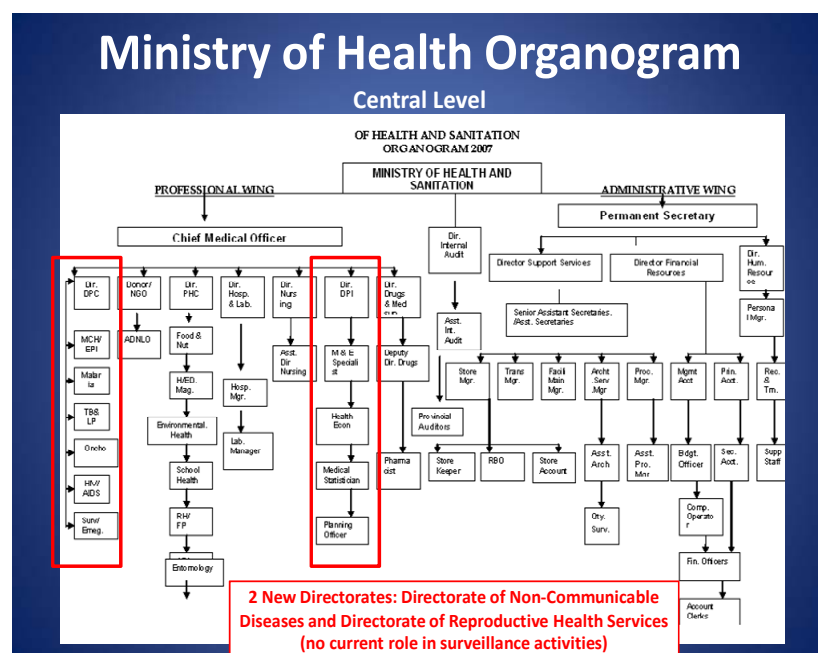 Ministry of Health Organogram
Central Level
OF HEALTH AND SANITATION
ORGANOGRAM 2007
MINISTRY OF HEALTH AND
SANITATION
PROFESSIONAL WING
ADMINISTRATIVE WING
Chief Medical Officer
Permanent Secretary
Dir.
Internal
Audit
Director Support Services
Director Financial
Resources
Dir.
Hum.
Resour
ce
Dir.
DPC
Donor/
NGO
Dir.
PHC
Dir.
Hosp.
& Lab.
Dir.
Nurs
ing
Dir.
DPI
Dir.
Drugs
& Med
sup
Senior Assistant Secretaries.
/Asst. Secretaries
Persona
l Mgr.
Asst.
Int.
Audit
MCH/
EPI
ADNLO
Food &
Nut
Asst.
Dir
Nursing
M & E
Speciali
st
Deputy
Dir. Drugs
Store
Mgr.
Trans
Mgr.
Facili
Main
Mgr.
Archt
.Serv
.Mgr
Proc.
Mgr.
Mgmt
Acct
Prin.
Acct.
Rec.
&
Trn.
Malar
ia
H/ED.
Mag.
Hosp.
Mgr.
TB&
LP
Environmental.
Health
Health
Econ
Provincial
Auditors
Oncho
Lab.
Manager
School
Health
Medical
Statistician
Pharma
cist
Store
Keeper
RBO
Store
Account
Asst.
Arch
Asst.
Pro.
Mgr
Bdgt.
Officer
Sec.
Acct.
Supp
Staff
HIV/
AIDS
Surv/
Emeg.
RH/
FP
Planning
Officer
Qty.
Surv.
Comp.
Operato
r
Entomology
Fin. Officers
Account
Clerks
2 New Directorates: Directorate of Non-Communicable
Diseases and Directorate of Reproductive Health Services
(no current role in surveillance activities)